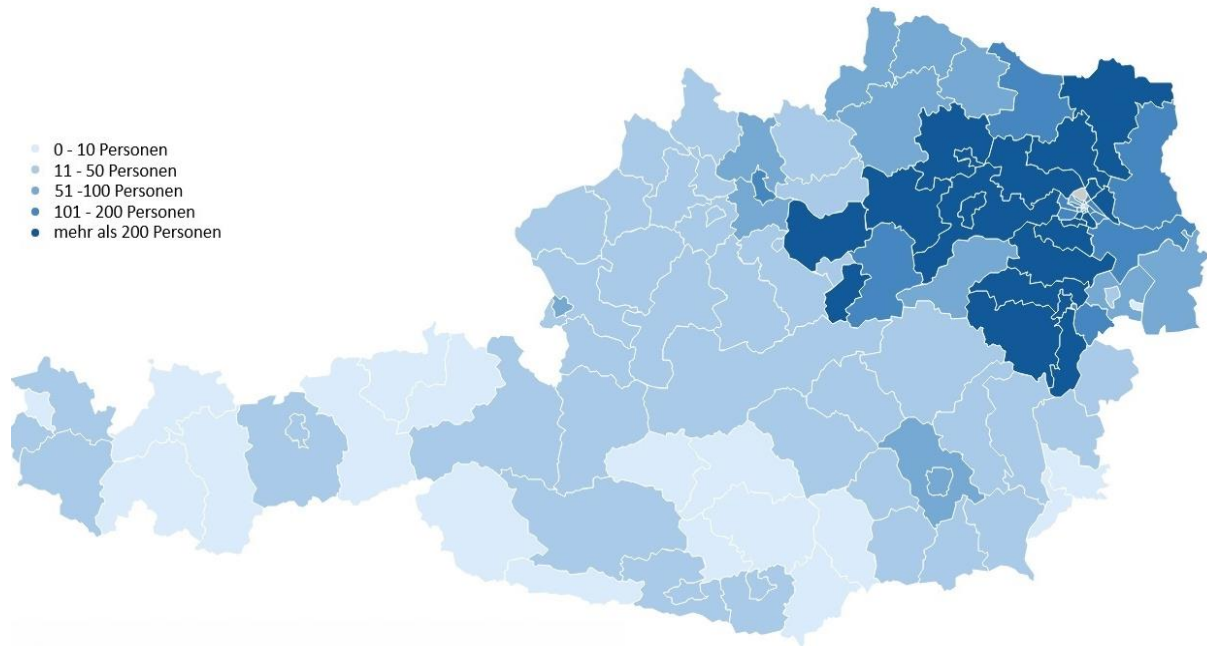 0 - 10 Personen
11 - 50 Personen
51 -100 Personen
101 - 200 Personen
mehr als 200 Personen